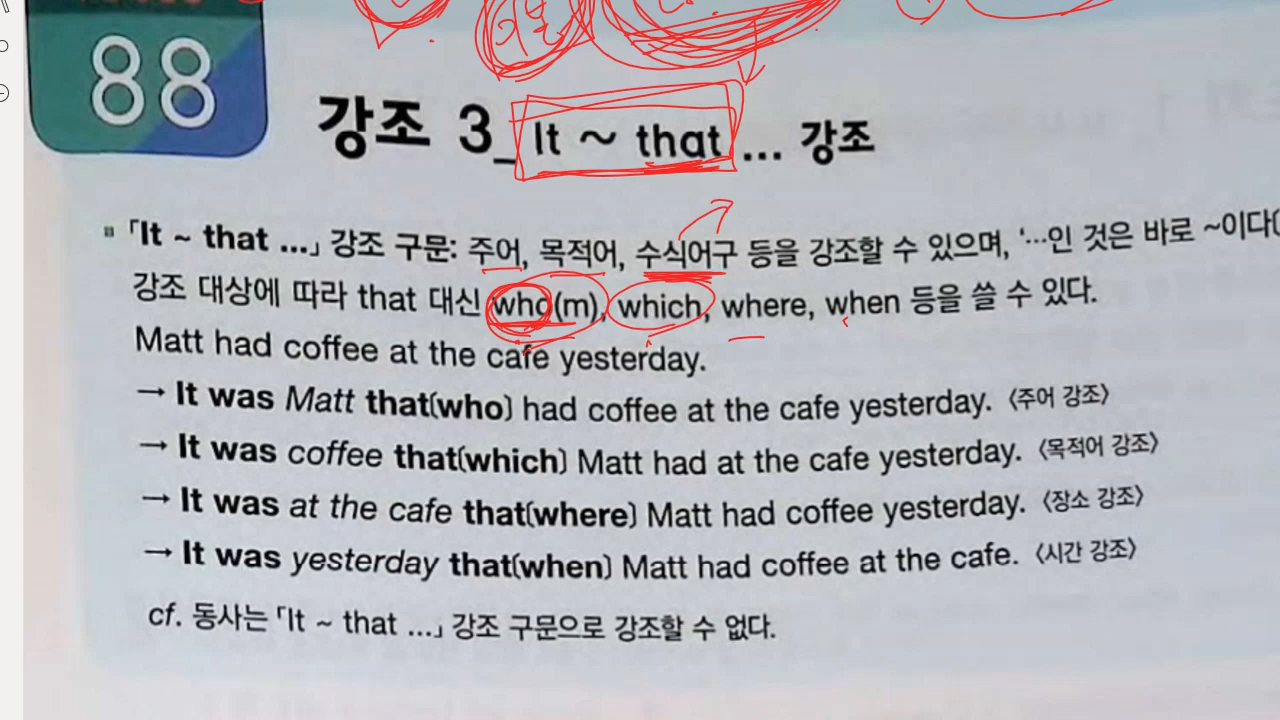 88
강조 3_ It ~ that ... 강조
「It ~ that ...」 강조 구문: 주어, 목적어, 수식어구 등을 강조할 수 있으며, '…인 것은 바로 ~이다(
강조 대상에 따라 that 대신 who(m), which, where, when 등을 쓸 수 있다.
Matt had coffee at the cafe yesterday.
→ It was Matt that(who) had coffee at the cafe yesterday. 〈주어 강조〉
→ It was coffee that(which) Matt had at the cafe yesterday. 〈목적어 강조〉
→ It was at the cafe that(where) Matt had coffee yesterday. 〈장소 강조〉
→ It was yesterday that(when) Matt had coffee at the cafe. 〈시간 강조〉
cf. 동사는 「It ~ that ...」 강조 구문으로 강조할 수 없다.